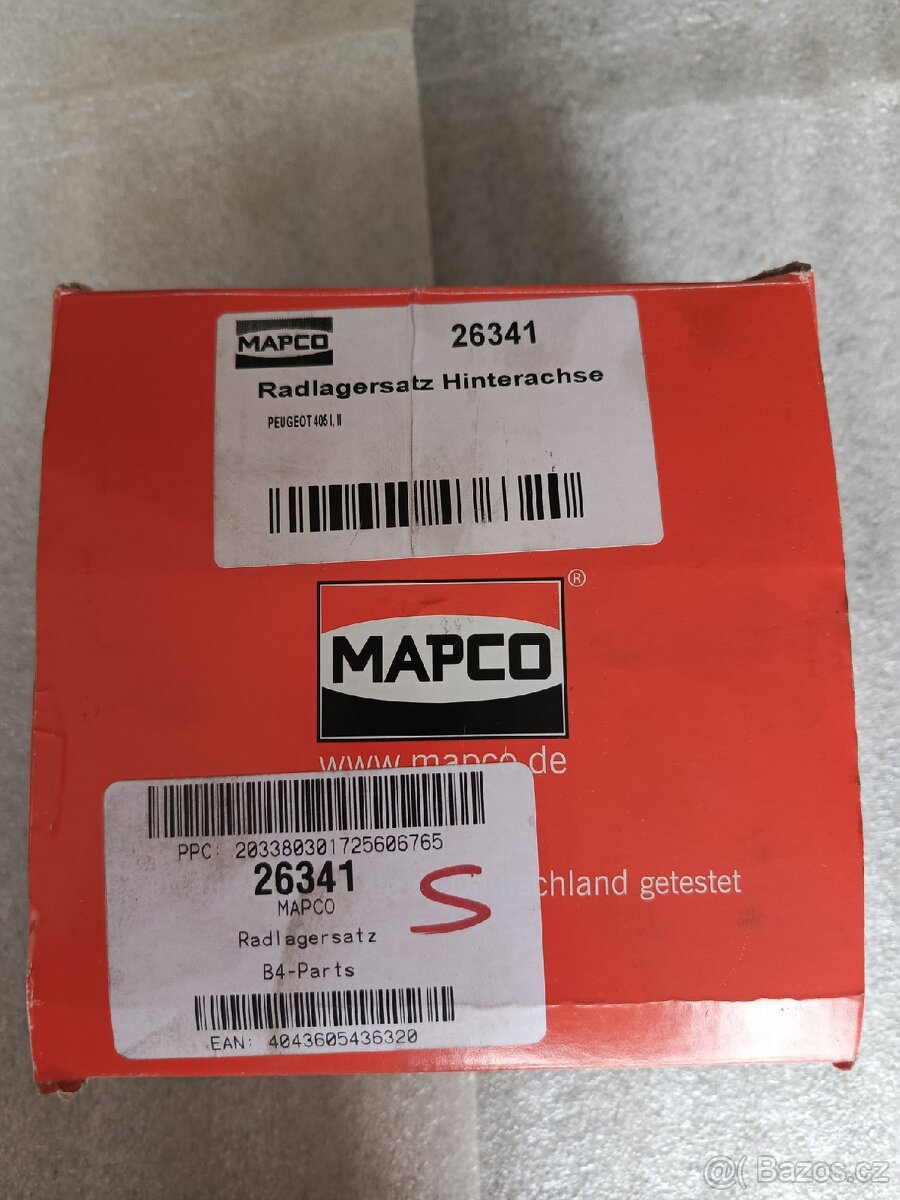 MAPCO
26341
Radlagersatz Hinterachse
PEUGEOT 405 I, II
MAPCO ®
www.mapco.de
PPC: 203380301725606765
26341
MAPCO
S
chland getestet
Radlagersatz
B4-Parts
EAN: 4043605436320
@( Bazos.cz